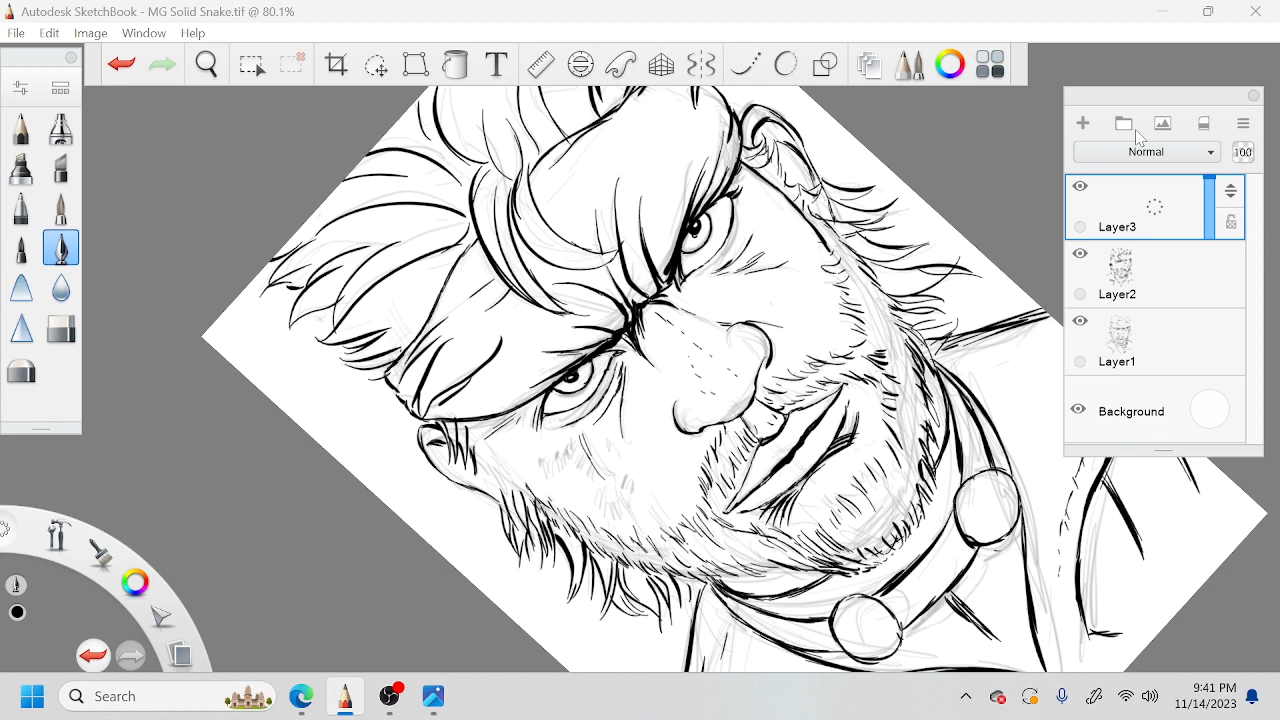 Autodesk SketchBook - MG Solid Snake.tif @ 80.1%
File Edit Image Window Help
T
Normal 100
Layer3
Layer2
Layer1
Background
Search
9:41 PM
11/14/2023